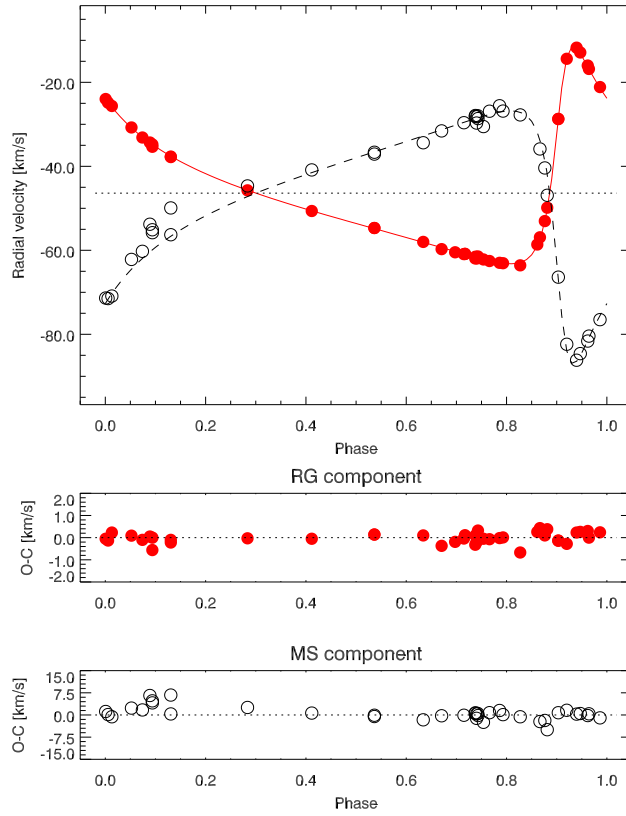 Radial velocity [km/s]
-20.0
-40.0
-60.0
-80.0
0.0 0.2 0.4 0.6 0.8 1.0
Phase
RG component
O-C [km/s]
2.0
1.0
0.0
-1.0
-2.0
0.0 0.2 0.4 0.6 0.8 1.0
MS component
O-C [km/s]
15.0
7.5
0.0
-7.5
-15.0
0.0 0.2 0.4 0.6 0.8 1.0
Phase